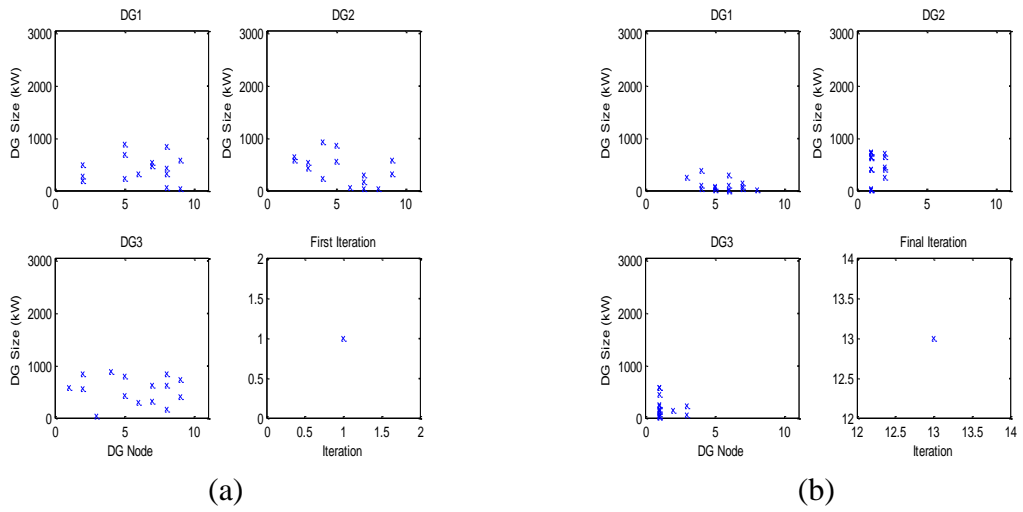 DG1
DG Size (kW)
3000
2000
1000
0
0 5 10
DG2
DG Size (kW)
3000
2000
1000
0
0 5 10
DG3
DG Size (kW)
3000
2000
1000
0
0 5 10
DG Node
First Iteration
2
1.5
1
0.5
0
0 0.5 1 1.5 2
Iteration
(a)
DG1
DG Size (kW)
3000
2000
1000
0
0 5 10
DG2
DG Size (kW)
3000
2000
1000
0
0 5 10
DG3
DG Size (kW)
3000
2000
1000
0
0 5 10
DG Node
Final Iteration
14
13.5
13
12.5
12
12 12.5 13 13.5 14
Iteration
(b)